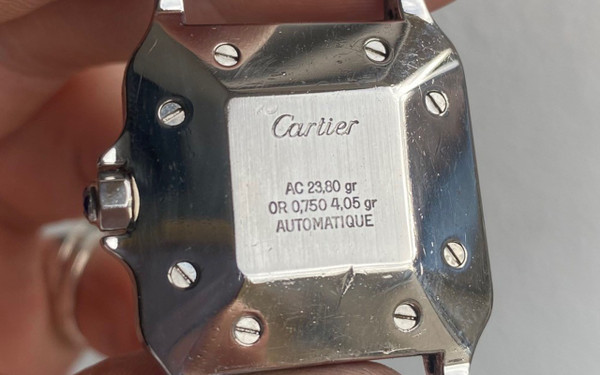 Cartier
AC 23,80 gr
OR 0,750 4,05 gr
AUTOMATIQUE